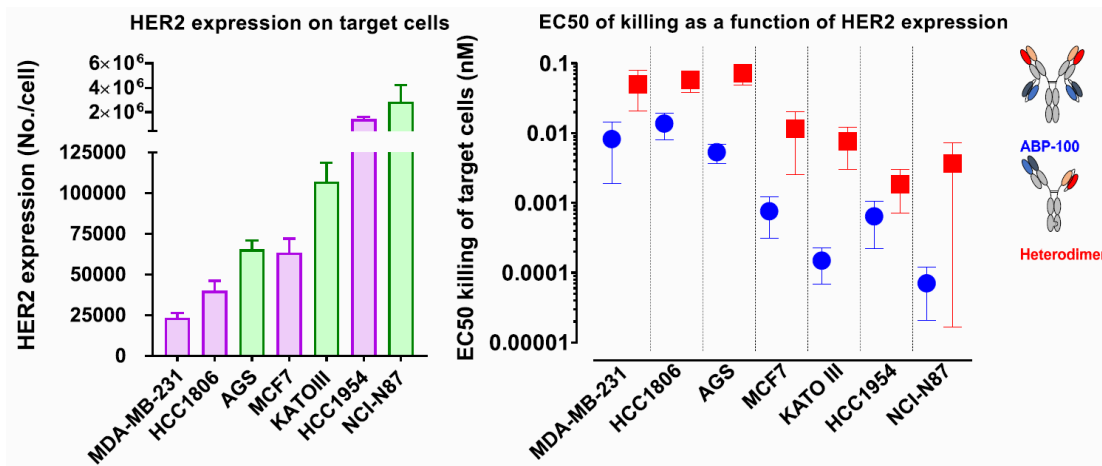 HER2 expression on target cells
HER2 expression (No./cell)
6×10⁶
4×10⁶
2×10⁶
125000
100000
75000
50000
25000
0
MDA-MB-231
HCC1806
AGS
MCF7
KATOIII
HCC1954
NCI-N87
EC50 of killing as a function of HER2 expression
EC50 killing of target cells (nM)
0.1
0.01
0.001
0.0001
0.00001
MDA-MB-231
HCC1806
AGS
MCF7
KATO III
HCC1954
NCI-N87
ABP-100
Heterodimer